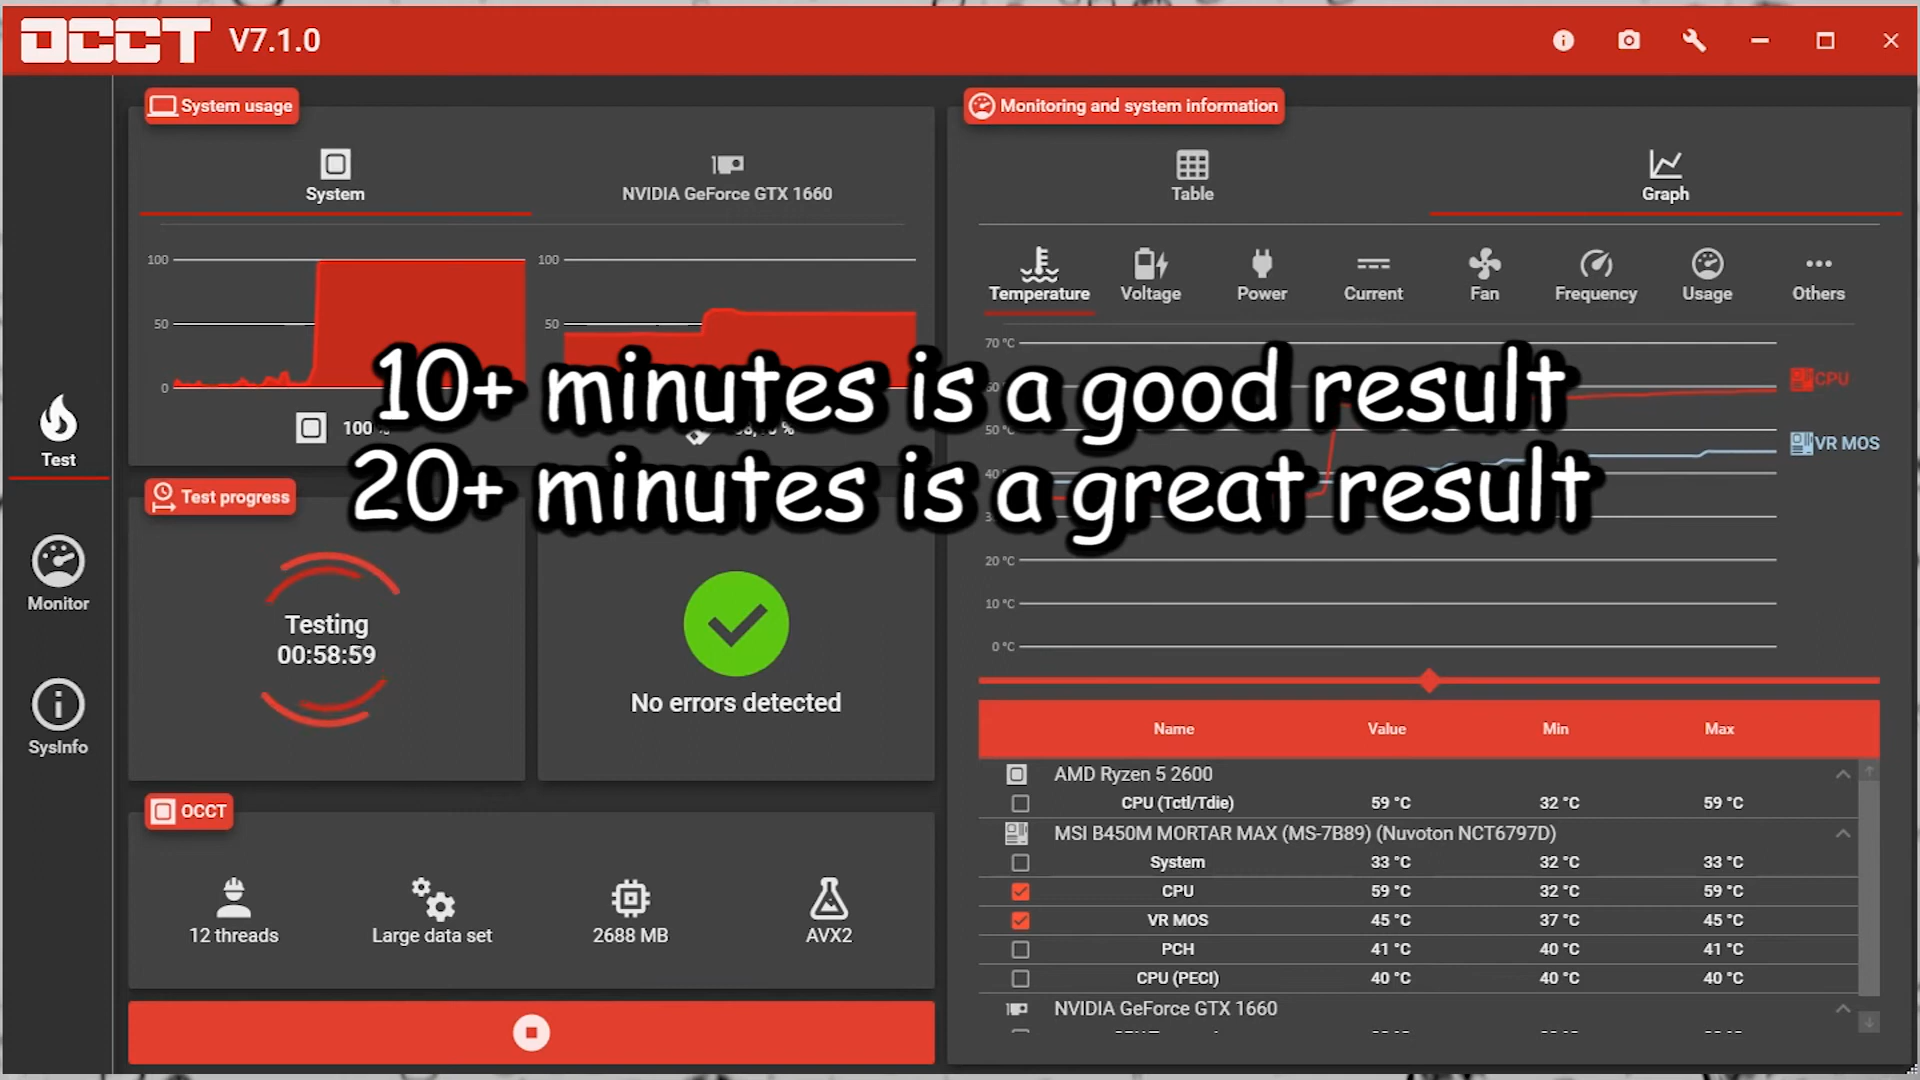 OCCT V7.1.0
System usage
System
NVIDIA GeForce GTX 1660
100
50
0
100
50
100 %
Test
Monitor
SysInfo
Test progress
Testing
00:58:59
No errors detected
OCCT
12 threads
Large data set
2688 MB
AVX2
10+ minutes is a good result
20+ minutes is a great result
Monitoring and system information
Table
Graph
Temperature
Voltage
Power
Current
Fan
Frequency
Usage
Others
70 °C
50 °C
20 °C
10 °C
0 °C
CPU
VR MOS
Name Value Min Max
AMD Ryzen 5 2600
CPU (Tctl/Tdie) 59 °C 32 °C 59 °C
MSI B450M MORTAR MAX (MS-7B89) (Nuvoton NCT6797D)
System 33 °C 32 °C 33 °C
CPU 59 °C 32 °C 59 °C
VR MOS 45 °C 37 °C 45 °C
PCH 41 °C 40 °C 41 °C
CPU (PECI) 40 °C 40 °C 40 °C
NVIDIA GeForce GTX 1660